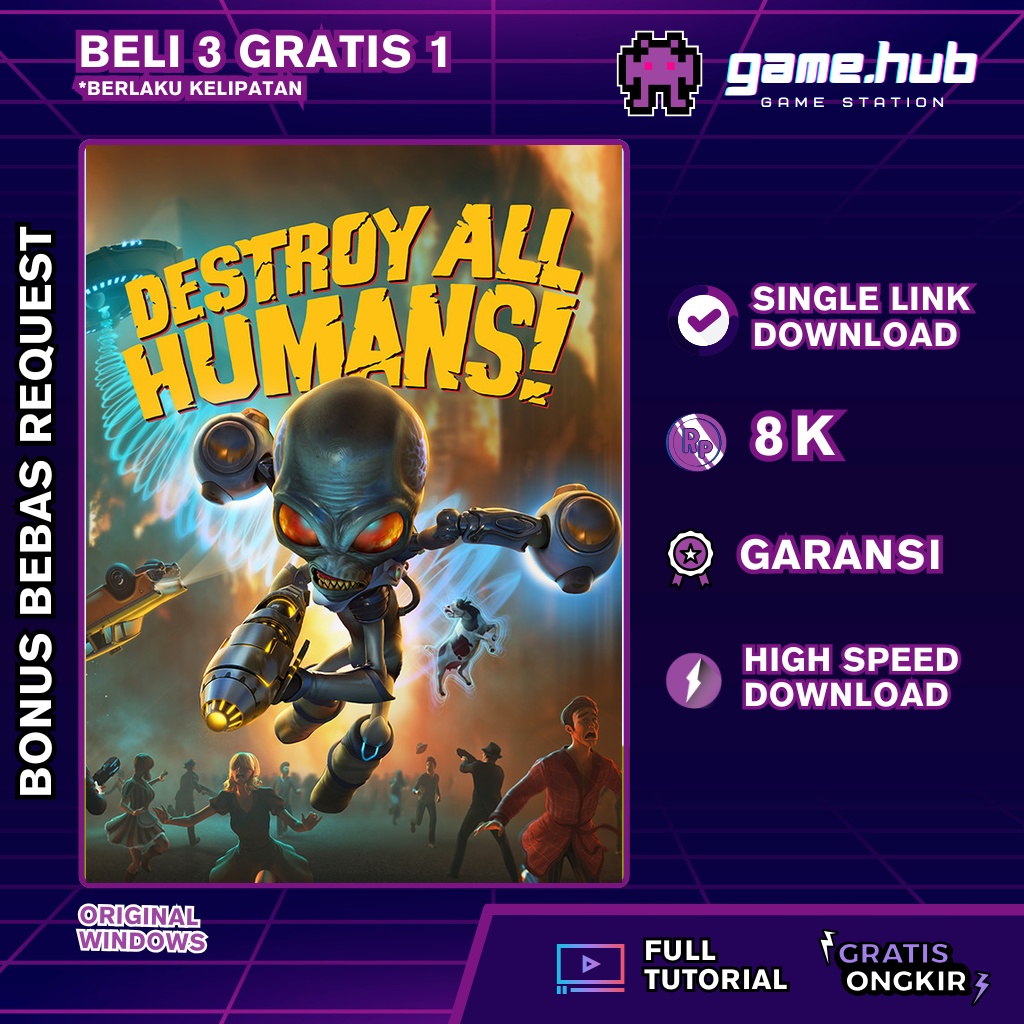 BELI 3 GRATIS 1
*BERLAKU KELIPATAN
game.hub
GAME STATION
BONUS BEBAS REQUEST
DESTROY ALL
HUMANS!
SINGLE LINK
DOWNLOAD
Rp
8K
GARANSI
HIGH SPEED
DOWNLOAD
ORIGINAL
WINDOWS
FULL
TUTORIAL
GRATIS
ONGKIR